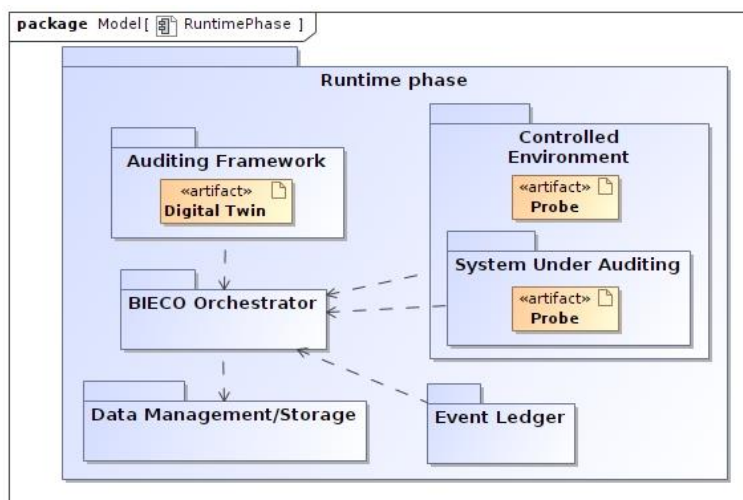 package Model[ RuntimePhase ]
Runtime phase
Auditing Framework
«artifact»
Digital Twin
Controlled
Environment
«artifact»
Probe
System Under Auditing
«artifact»
Probe
BIECO Orchestrator
Data Management/Storage
Event Ledger